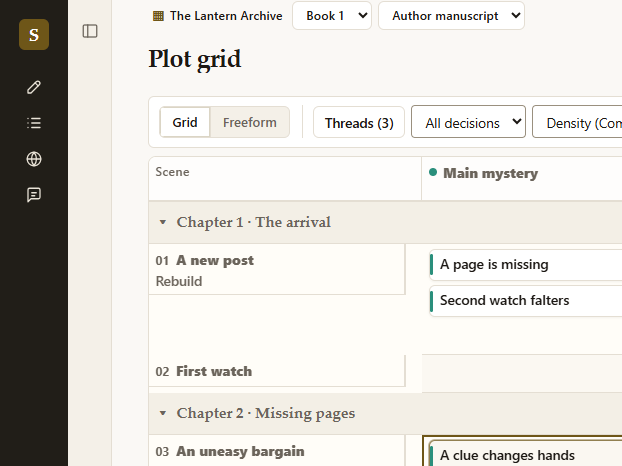 S
The Lantern Archive Book 1 Author manuscript
Plot grid
Grid Freeform Threads (3) All decisions Density (Com
Scene Main mystery
Chapter 1 · The arrival
01 A new post A page is missing
Rebuild
Second watch falters
02 First watch
Chapter 2 · Missing pages
03 An uneasy bargain A clue changes hands